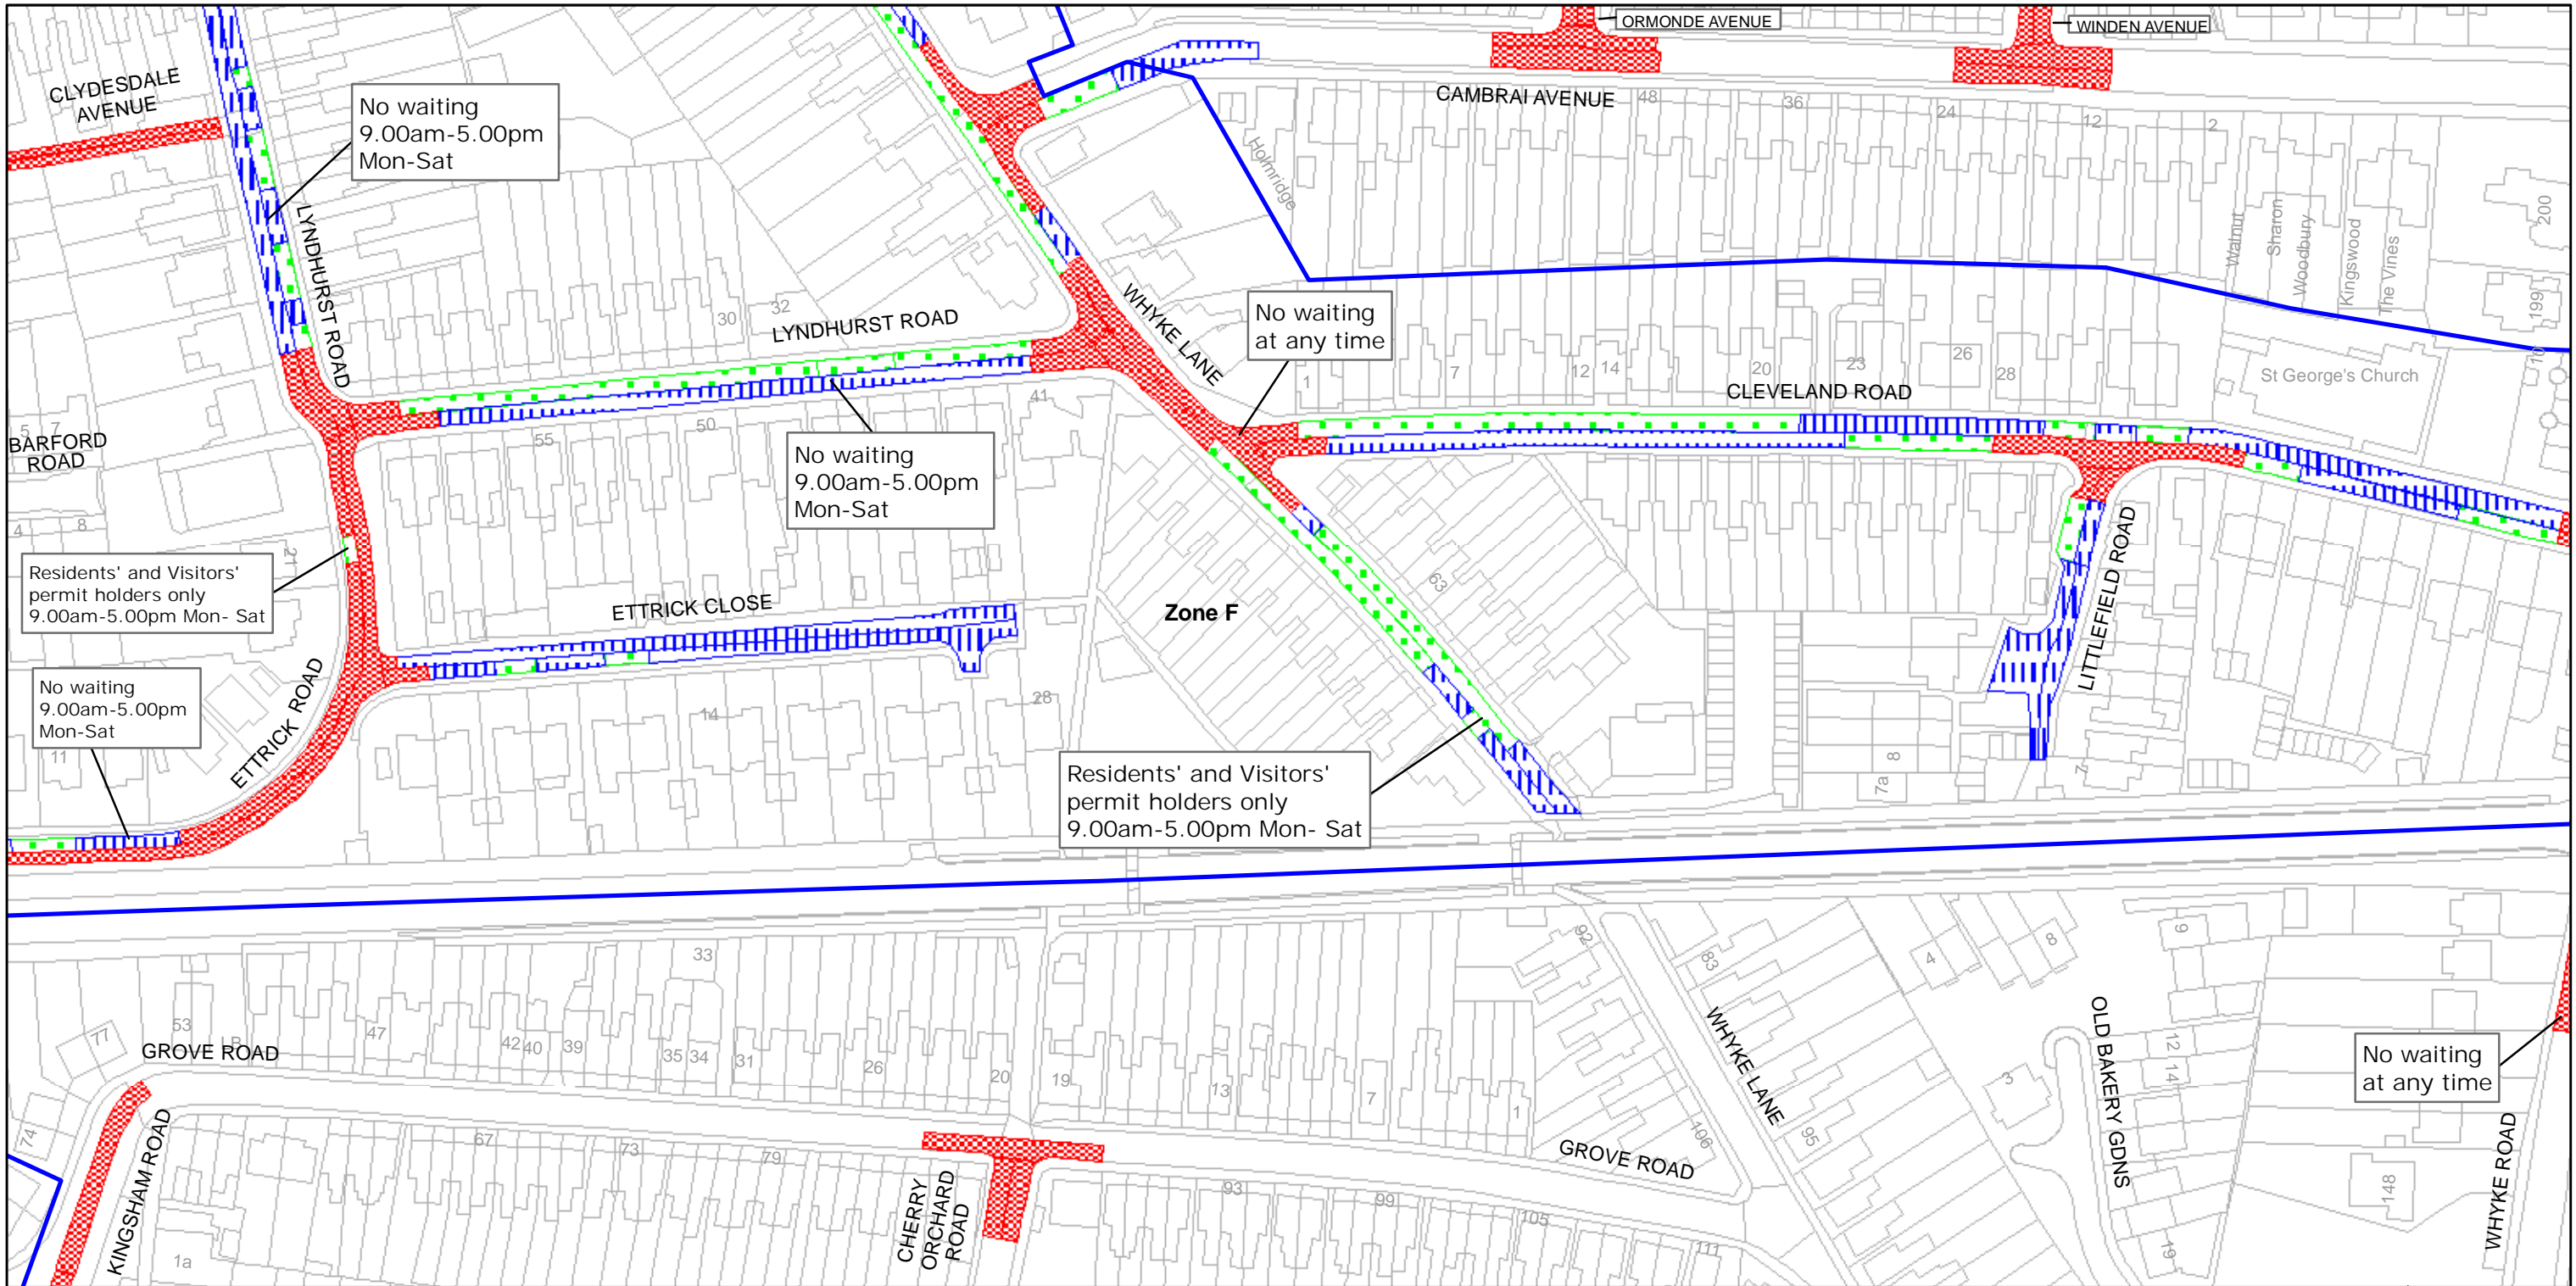 ORMONDE AVENUE
WINDEN AVENUE
CLYDESDALE
AVENUE
No waiting
9.00am-5.00pm
Mon-Sat
CAMBRAI AVENUE
48
36
24
12
2
Holmridge
Walnut
Sharon
Woodbury
Kingswood
The Vines
200
199
10
LYNDHURST ROAD
30
32
LYNDHURST ROAD
WHYKE LANE
No waiting
at any time
1
7
12
14
20
23
26
28
CLEVELAND ROAD
St George's Church
5
7
BARFORD
ROAD
4
8
55
50
41
No waiting
9.00am-5.00pm
Mon-Sat
21
Residents' and Visitors'
permit holders only
9.00am-5.00pm Mon- Sat
ETTRICK CLOSE
Zone F
63
LITTLEFIELD ROAD
No waiting
9.00am-5.00pm
Mon-Sat
11
ETTRICK ROAD
14
28
Residents' and Visitors'
permit holders only
9.00am-5.00pm Mon- Sat
8
7a
7
33
92
83
4
8
9
77
53
LB
47
42
40
39
35
34
31
26
20
19
13
7
1
GROVE ROAD
WHYKE LANE
OLD BAKERY GDNS
12
14
3
No waiting
at any time
74
KINGSHAM ROAD
67
73
79
CHERRY
ORCHARD
ROAD
GROVE ROAD
106
95
93
99
105
111
148
WHYKE ROAD
1a
19